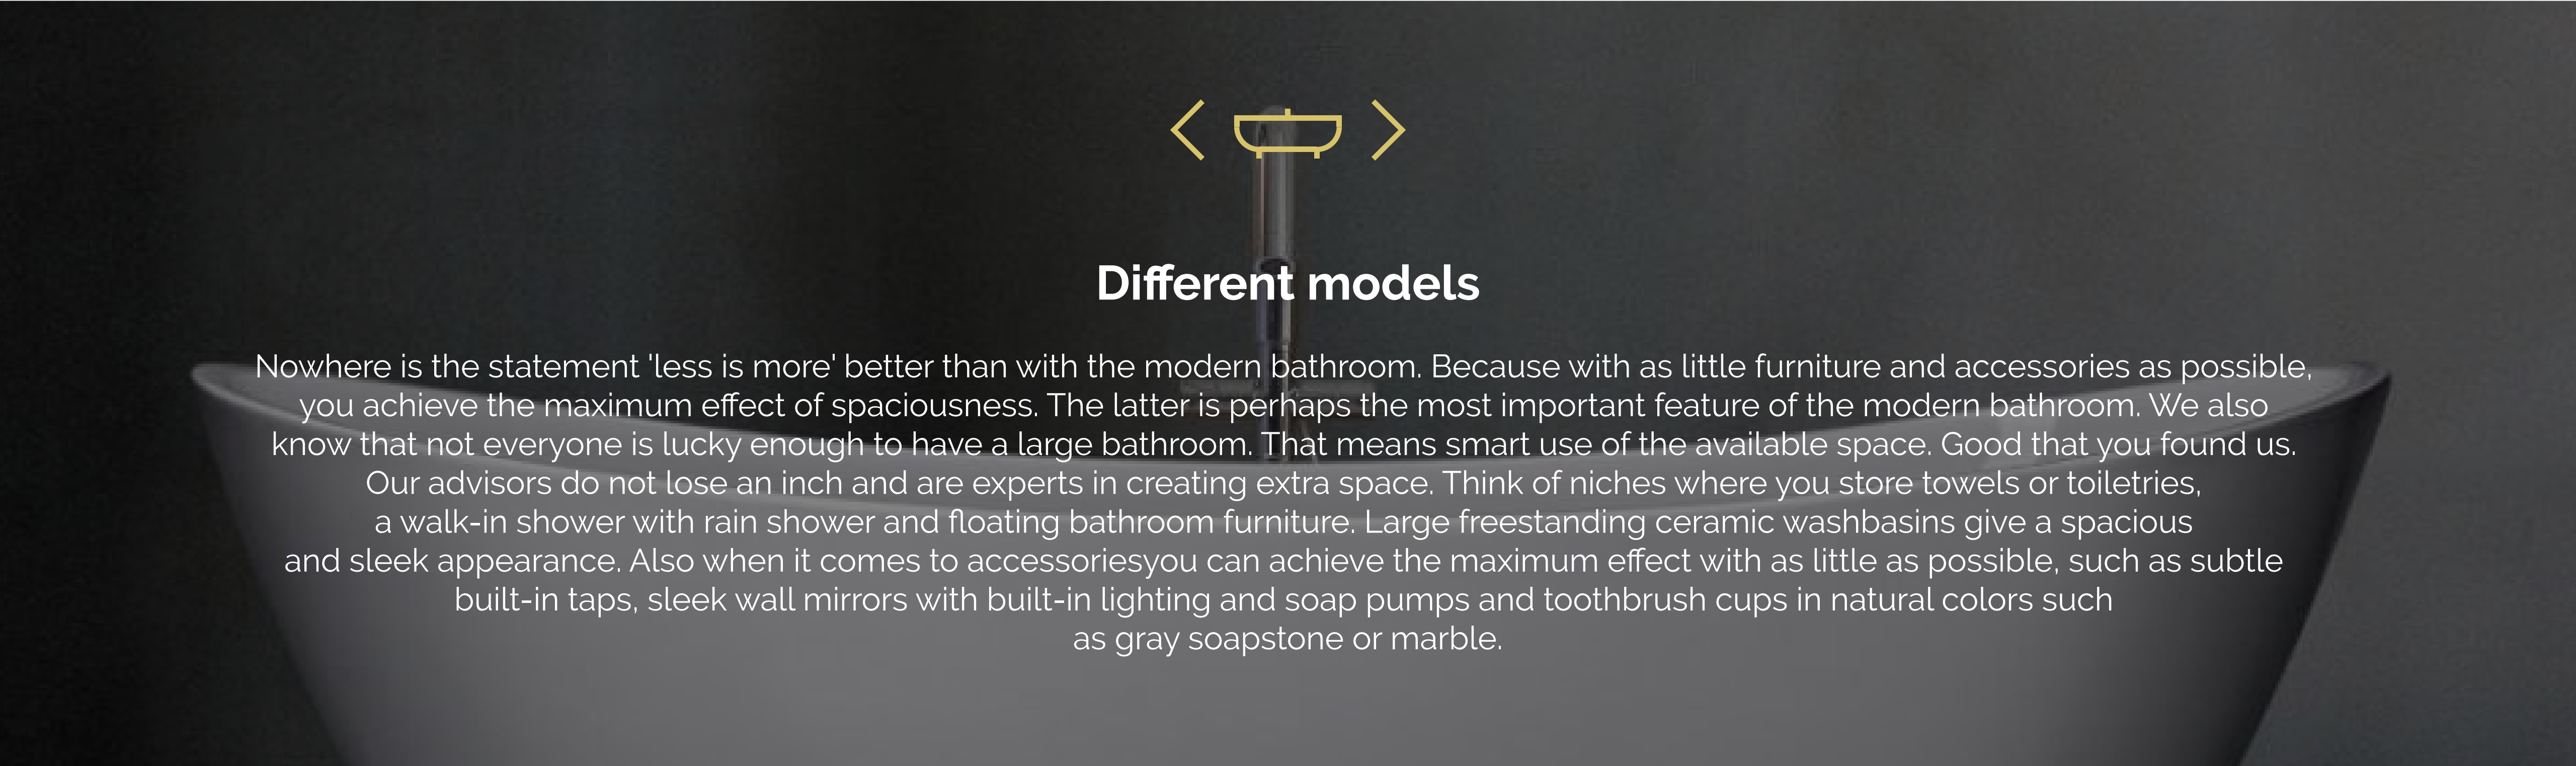 Different models
Nowhere is the statement 'less is more' better than with the modern bathroom. Because with as little furniture and accessories as possible,
you achieve the maximum effect of spaciousness. The latter is perhaps the most important feature of the modern bathroom. We also
know that not everyone is lucky enough to have a large bathroom. That means smart use of the available space. Good that you found us.
Our advisors do not lose an inch and are experts in creating extra space. Think of niches where you store towels or toiletries,
a walk-in shower with rain shower and floating bathroom furniture. Large freestanding ceramic washbasins give a spacious
and sleek appearance. Also when it comes to accessoriesyou can achieve the maximum effect with as little as possible, such as subtle
built-in taps, sleek wall mirrors with built-in lighting and soap pumps and toothbrush cups in natural colors such
as gray soapstone or marble.